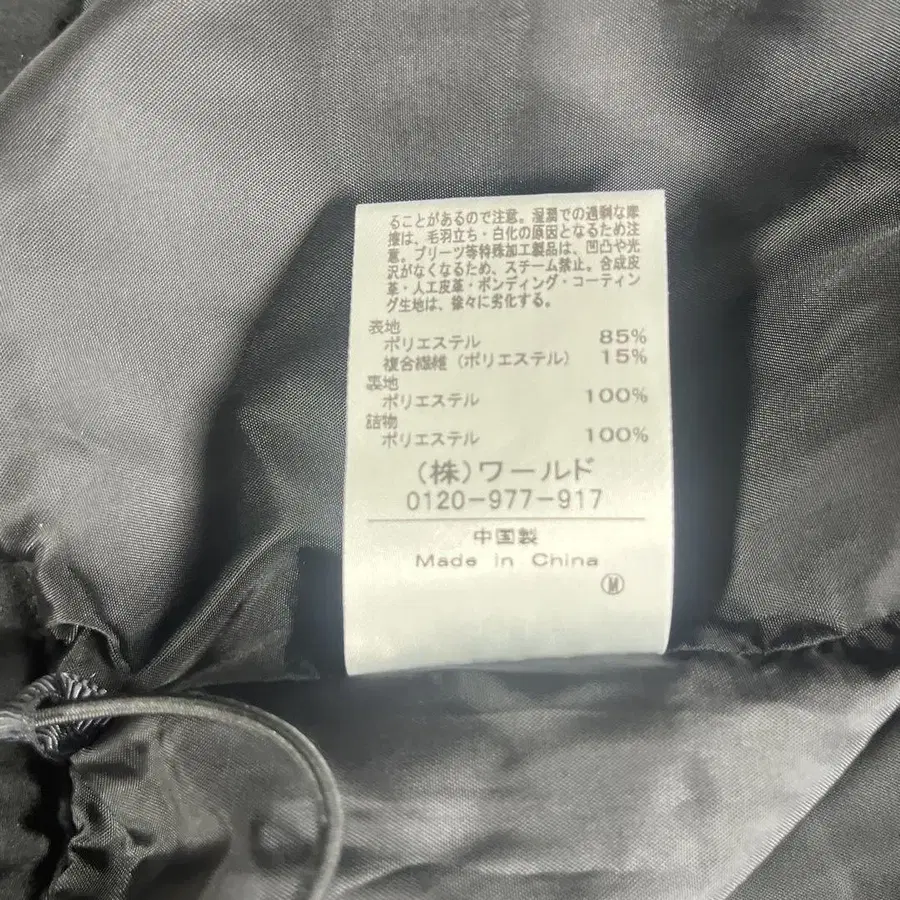 ることがあるので注意。湿潤での過剰な摩
擦は、毛羽立ち・白化の原因となるため注
意。プリーツ等特殊加工製品は、凹凸や光
沢がなくなるため、スチーム禁止。合成皮
革・人工皮革・ボンディング・コーティン
グ生地は、徐々に劣化する。
表地
ポリエステル 85%
複合繊維（ポリエステル） 15%
裏地
ポリエステル 100%
詰物
ポリエステル 100%
（株）ワールド
0120-977-917
中国製
Made in China
Ⓜ